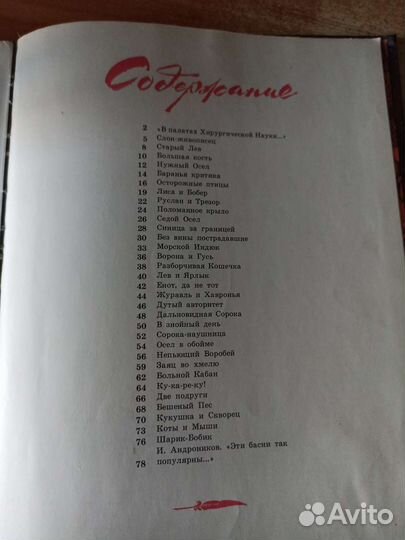 Содержание
2 «В палатах Хирургической Науки...»
5 Слон-живописец
8 Старый Лев
10 Большая кость
12 Нужный Осел
14 Баранья критика
16 Осторожные птицы
19 Лиса и Бобер
22 Руслан и Трезор
24 Поломанное крыло
26 Седой Осел
28 Синица за границей
30 Без вины пострадавшие
33 Морской Индюк
36 Ворона и Гусь
38 Разборчивая Кошечка
40 Лев и Ярлык
42 Енот, да не тот
44 Журавль и Хавронья
46 Дутый авторитет
48 Дальновидная Сорока
50 В знойный день
52 Сорока-наушница
54 Осел в обойме
56 Непьющий Воробей
59 Заяц во хмелю
62 Больной Кабан
64 Ку-ка-ре-ку!
66 Две подруги
68 Бешеный Пес
70 Кукушка и Скворец
73 Коты и Мыши
76 Шарик-Бобик
И. Андроников. «Эти басни так
78 популярны...»
Avito